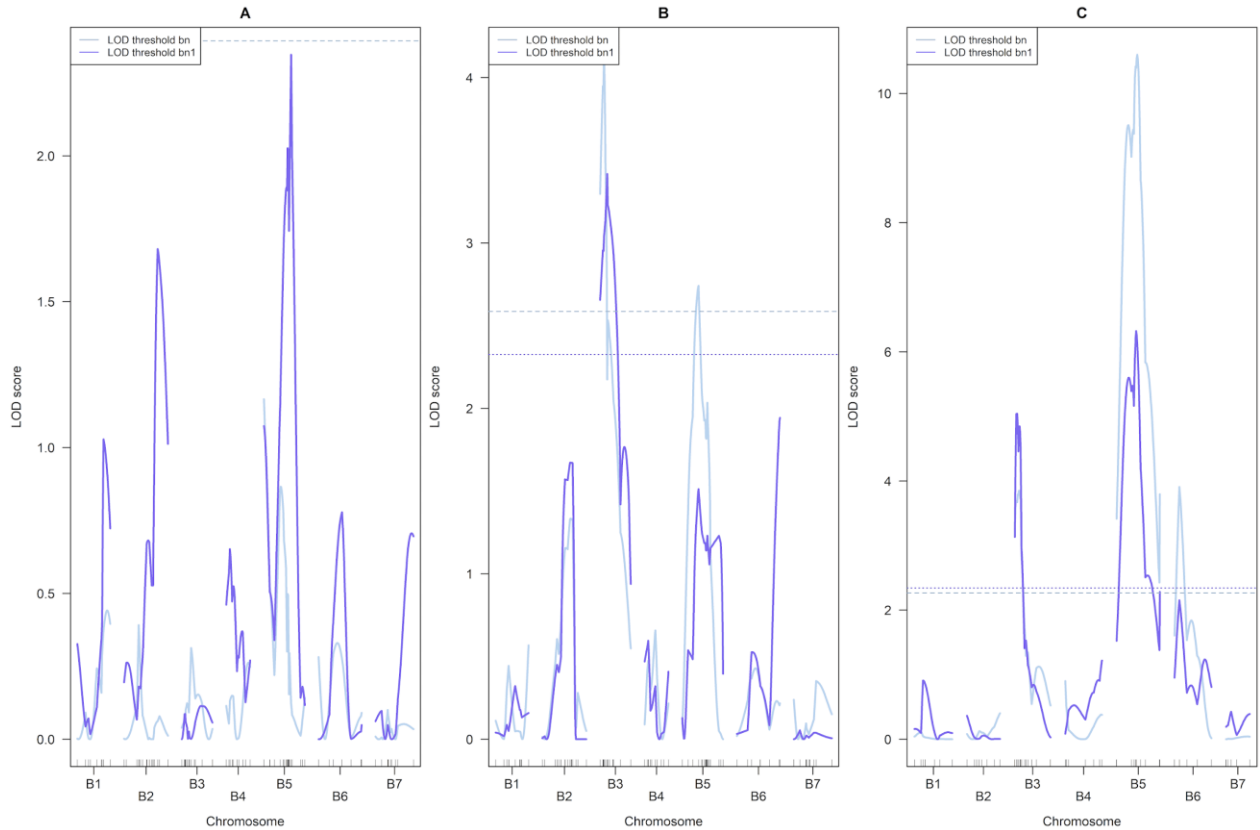 A
LOD threshold bn
LOD threshold bn1
LOD score
2.0
1.5
1.0
0.5
0.0
B1
B2
B3
B4
B5
B6
B7
Chromosome
B
LOD threshold bn
LOD threshold bn1
LOD score
4
3
2
1
0
B1
B2
B3
B4
B5
B6
B7
Chromosome
C
LOD threshold bn
LOD threshold bn1
LOD score
10
8
6
4
2
0
B1
B2
B3
B4
B5
B6
B7
Chromosome